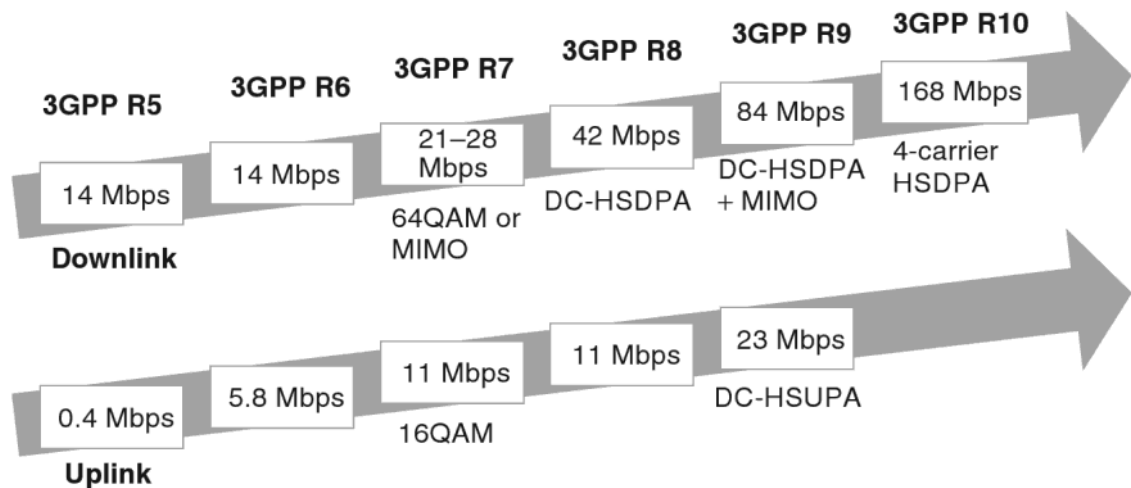 3GPP R5
3GPP R6
3GPP R7
3GPP R8
3GPP R9
3GPP R10
14 Mbps
14 Mbps
21–28
Mbps
42 Mbps
84 Mbps
168 Mbps
64QAM or
MIMO
DC-HSDPA
DC-HSDPA
+ MIMO
4-carrier
HSDPA
Downlink
0.4 Mbps
5.8 Mbps
11 Mbps
11 Mbps
23 Mbps
16QAM
DC-HSUPA
Uplink